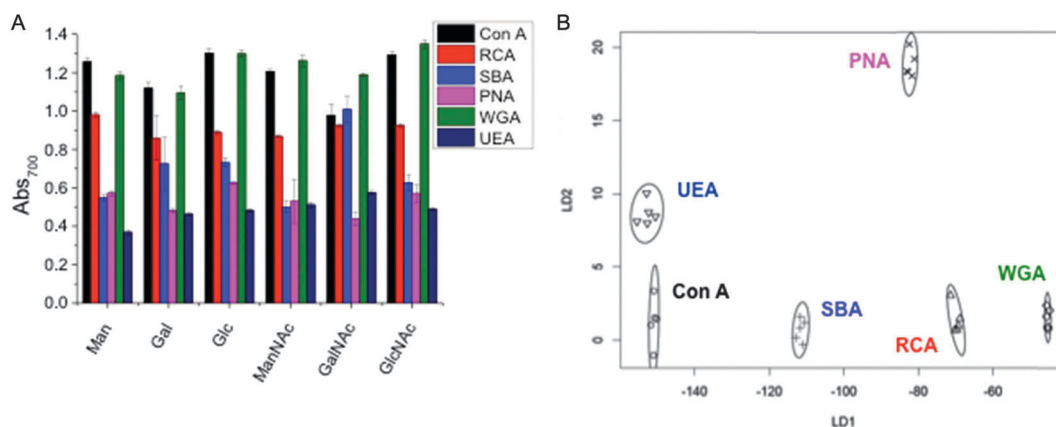 A
Abs700
1.4
1.2
1.0
0.8
0.6
0.4
0.2
0.0
Man
Gal
Glc
ManNAc
GalNAc
GlcNAc
Con A
RCA
SBA
PNA
WGA
UEA
B
LD2
20
15
10
5
0
PNA
UEA
Con A
SBA
RCA
WGA
-140
-120
-100
-80
-60
LD1